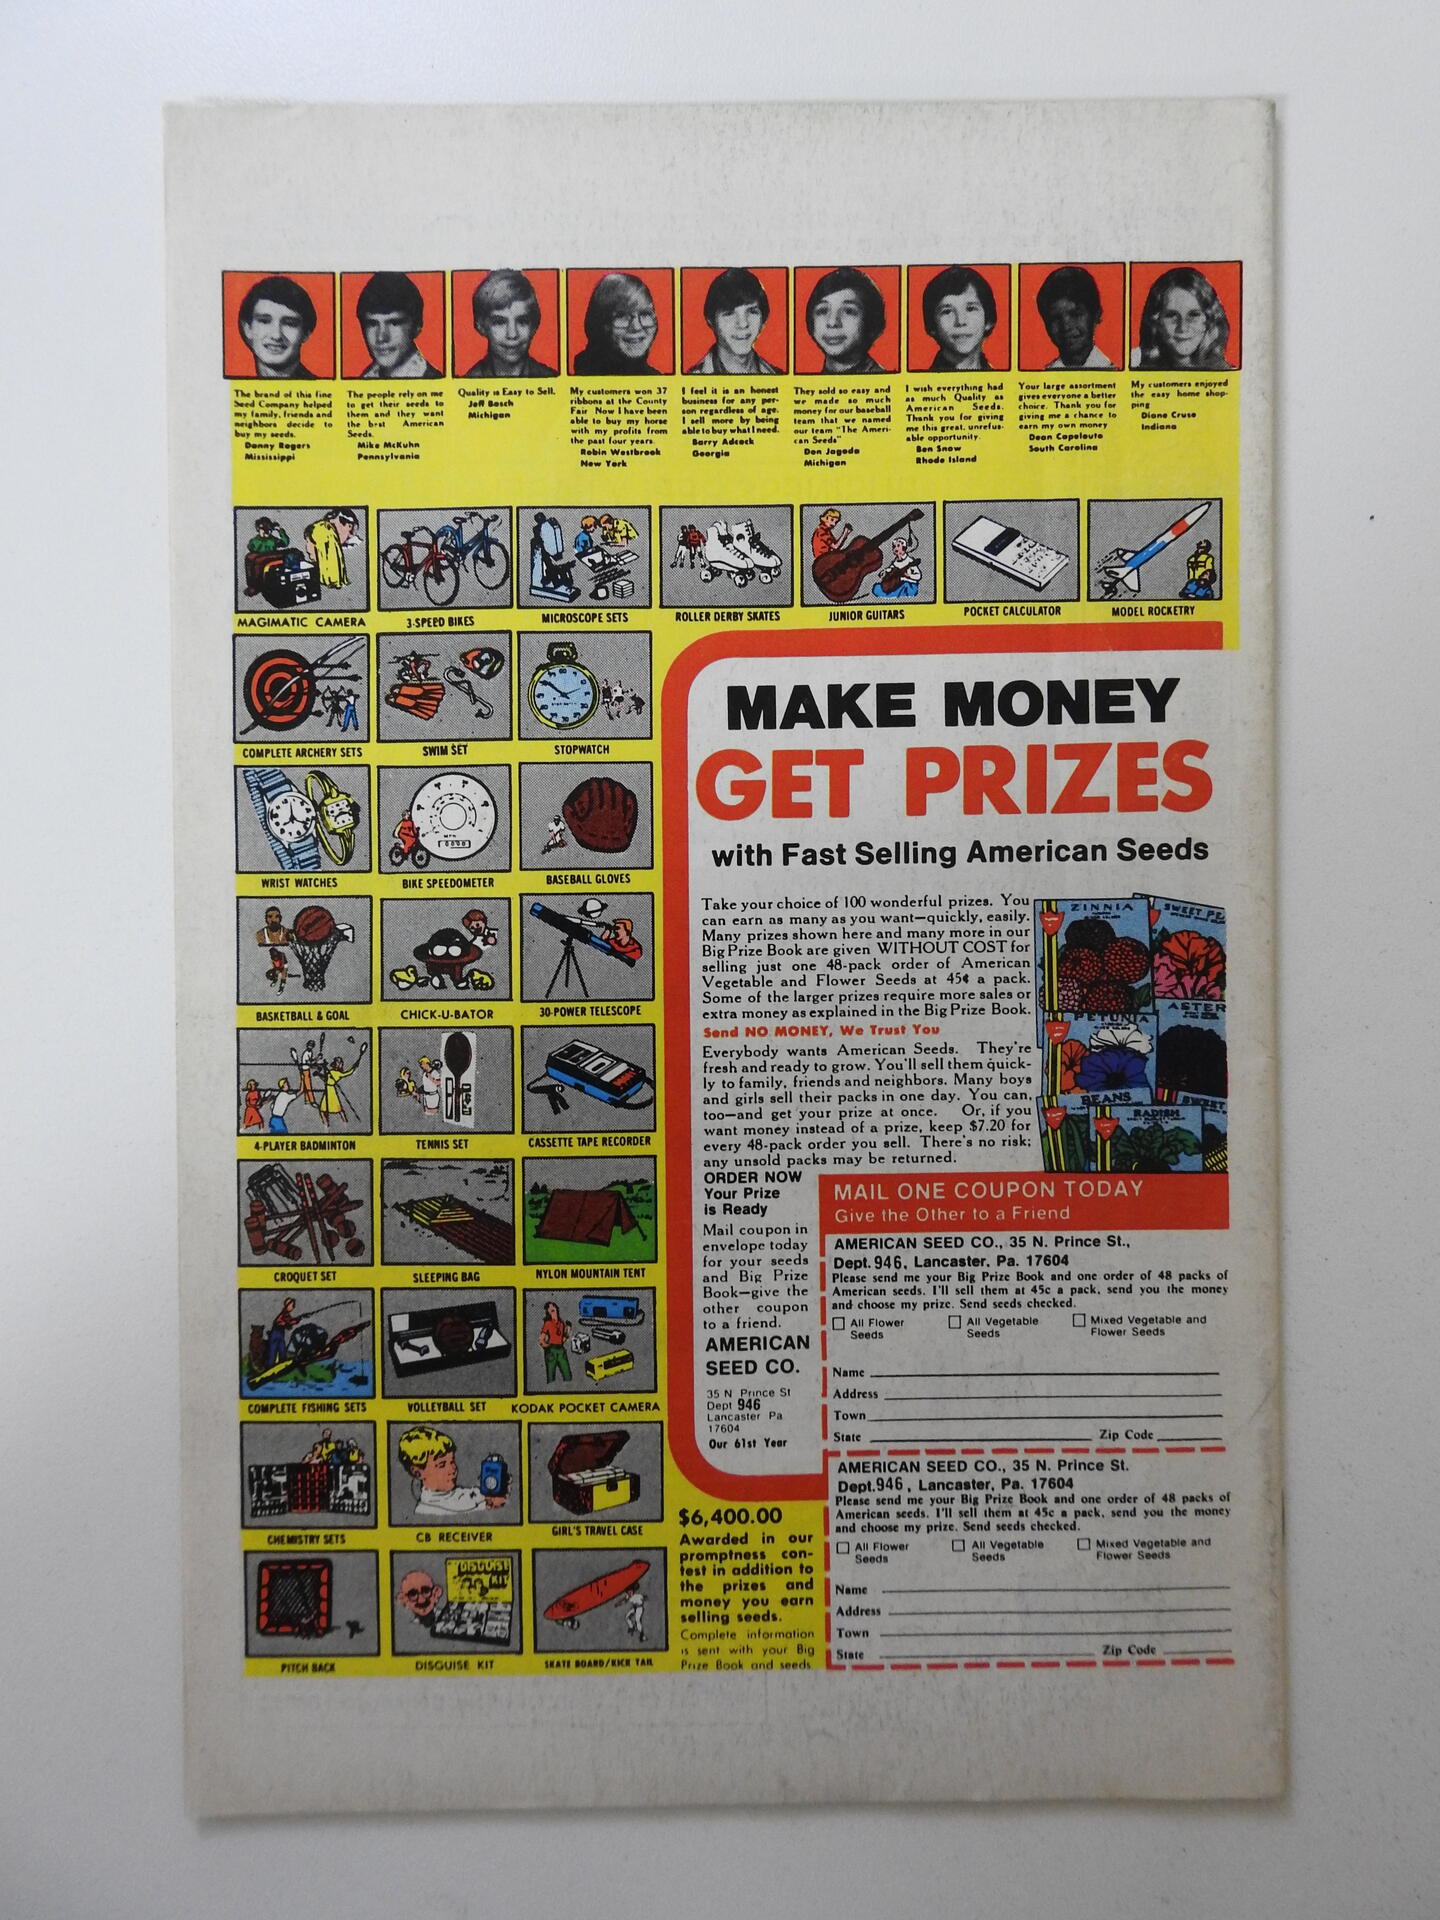 The brand of this fine
Seed Company helped
my family, friends and
neighbors decide to
buy my seeds.
Danny Rogers
Mississippi
The people rely on me
to get their seeds to
them and they want
the best American
Seeds.
Mike McKuhn
Pennsylvania
Quality is Easy to Sell.
Jeff Basch
Michigan
My customers won 37
ribbons at the County
Fair Now I have been
able to buy my horse
with my profits from
the past four years.
Robin Westbrook
New York
I feel it is an honest
business for any per-
son regardless of age.
I sell more by being
able to buy what I need.
Barry Adcock
Georgia
They sold so easy and
we made so much
money for our baseball
team that we named
our team "The Ameri-
can Seeds"
Don Jagoda
Michigan
I wish everything had
as much Quality as
American Seeds.
Thank you for giving
me this great, unrefus-
able opportunity.
Ben Snow
Rhode Island
Your large assortment
gives everyone a better
choice. Thank you for
giving me a chance to
earn my own money
Dean Capelouto
South Carolina
My customers enjoyed
the easy home shop-
ping
Diane Cruse
Indiana
MAGIMATIC CAMERA
3-SPEED BIKES
MICROSCOPE SETS
ROLLER DERBY SKATES
JUNIOR GUITARS
POCKET CALCULATOR
MODEL ROCKETRY
COMPLETE ARCHERY SETS
SWIM SET
STOPWATCH
WRIST WATCHES
BIKE SPEEDOMETER
BASEBALL GLOVES
BASKETBALL & GOAL
CHICK-U-BATOR
30-POWER TELESCOPE
4-PLAYER BADMINTON
TENNIS SET
CASSETTE TAPE RECORDER
CROQUET SET
SLEEPING BAG
NYLON MOUNTAIN TENT
COMPLETE FISHING SETS
VOLLEYBALL SET
KODAK POCKET CAMERA
CHEMISTRY SETS
CB RECEIVER
GIRL'S TRAVEL CASE
PITCH BACK
DISGUISE KIT
SKATE BOARD/KICK TAIL
MAKE MONEY
GET PRIZES
with Fast Selling American Seeds
Take your choice of 100 wonderful prizes. You
can earn as many as you want—quickly, easily.
Many prizes shown here and many more in our
Big Prize Book are given WITHOUT COST for
selling just one 48-pack order of American
Vegetable and Flower Seeds at 45¢ a pack.
Some of the larger prizes require more sales or
extra money as explained in the Big Prize Book.
Send NO MONEY, We Trust You
Everybody wants American Seeds. They're
fresh and ready to grow. You'll sell them quick-
ly to family, friends and neighbors. Many boys
and girls sell their packs in one day. You can,
too—and get your prize at once. Or, if you
want money instead of a prize, keep $7.20 for
every 48-pack order you sell. There's no risk;
any unsold packs may be returned.
ZINNIA
SWEET PE
ASTER
PETUNIA
BEANS
RADISH
SWEET
ORDER NOW
Your Prize
is Ready
Mail coupon in
envelope today
for your seeds
and Big Prize
Book—give the
other coupon
to a friend.
AMERICAN
SEED CO.
35 N Prince St
Dept 946
Lancaster Pa
17604
Our 61st Year
$6,400.00
Awarded in our
promptness con-
test in addition to
the prizes and
money you earn
selling seeds.
Complete information
is sent with your Big
Prize Book and seeds
MAIL ONE COUPON TODAY
Give the Other to a Friend
AMERICAN SEED CO., 35 N. Prince St.,
Dept. 946, Lancaster, Pa. 17604
Please send me your Big Prize Book and one order of 48 packs of
American seeds. I'll sell them at 45c a pack, send you the money
and choose my prize. Send seeds checked.
All Flower Seeds
All Vegetable Seeds
Mixed Vegetable and Flower Seeds
Name
Address
Town
State Zip Code
AMERICAN SEED CO., 35 N. Prince St.
Dept. 946, Lancaster, Pa. 17604
Please send me your Big Prize Book and one order of 48 packs of
American seeds. I'll sell them at 45c a pack, send you the money
and choose my prize. Send seeds checked.
All Flower Seeds
All Vegetable Seeds
Mixed Vegetable and Flower Seeds
Name
Address
Town
State Zip Code